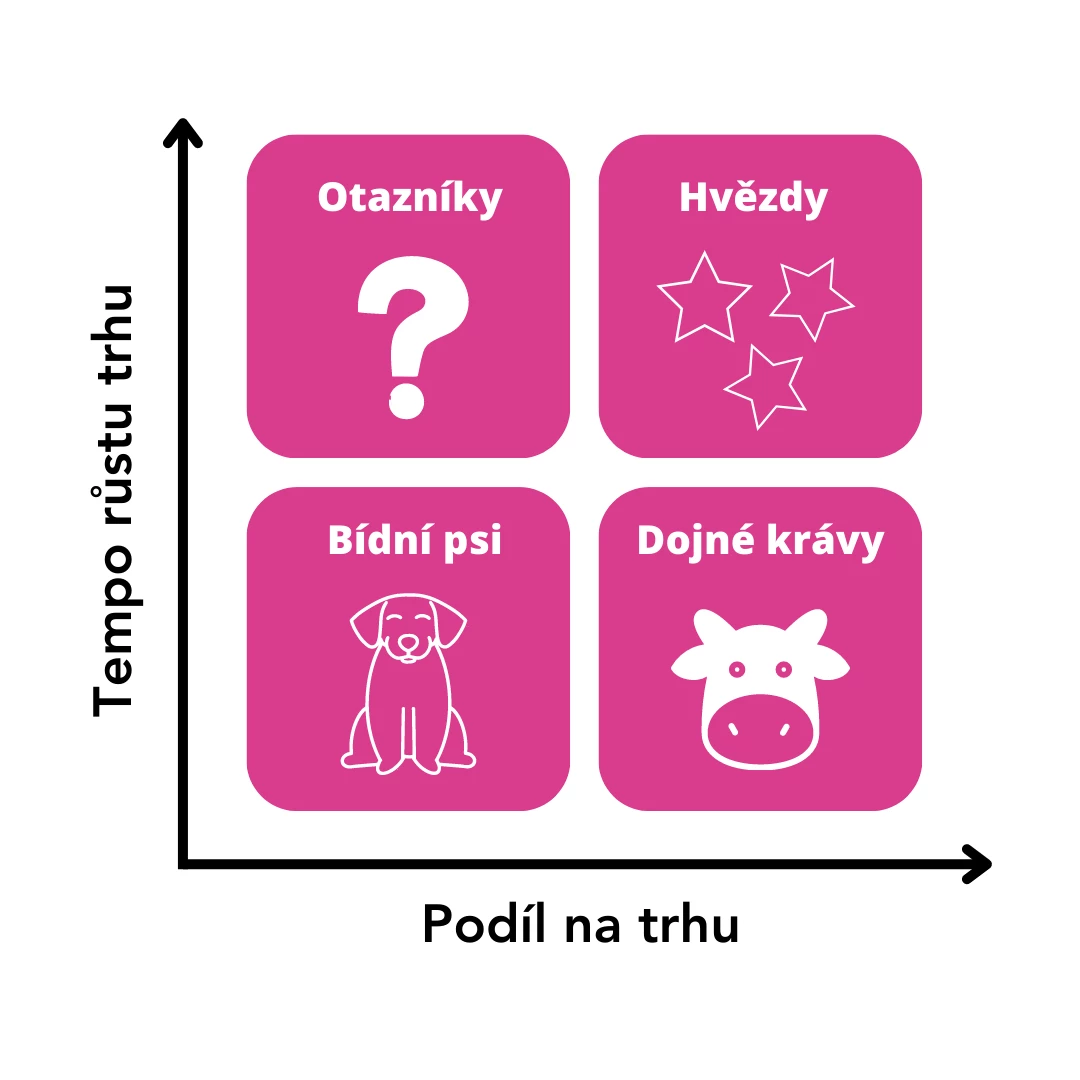 Otazníky
Hvězdy
Tempo růstu trhu
Bídní psi
Dojné krávy
Podíl na trhu